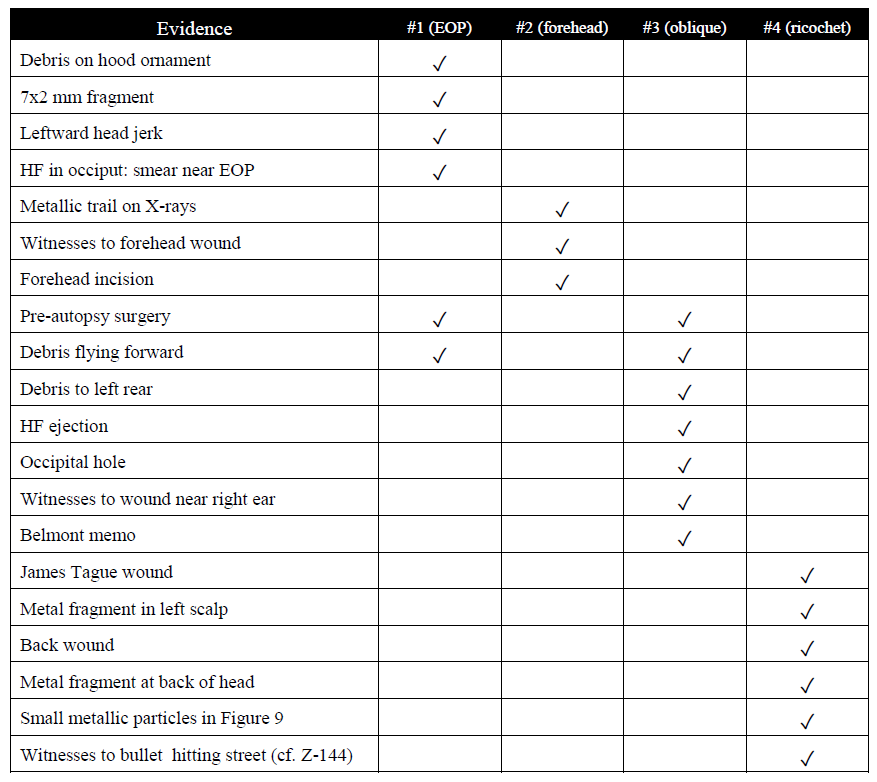 Evidence #1 (EOP) #2 (forehead) #3 (oblique) #4 (ricochet)
Debris on hood ornament ✓
7x2 mm fragment ✓
Leftward head jerk ✓
HF in occiput: smear near EOP ✓
Metallic trail on X-rays ✓
Witnesses to forehead wound ✓
Forehead incision ✓
Pre-autopsy surgery ✓ ✓
Debris flying forward ✓ ✓
Debris to left rear ✓
HF ejection ✓
Occipital hole ✓
Witnesses to wound near right ear ✓
Belmont memo ✓
James Tague wound ✓
Metal fragment in left scalp ✓
Back wound ✓
Metal fragment at back of head ✓
Small metallic particles in Figure 9 ✓
Witnesses to bullet hitting street (cf. Z-144) ✓